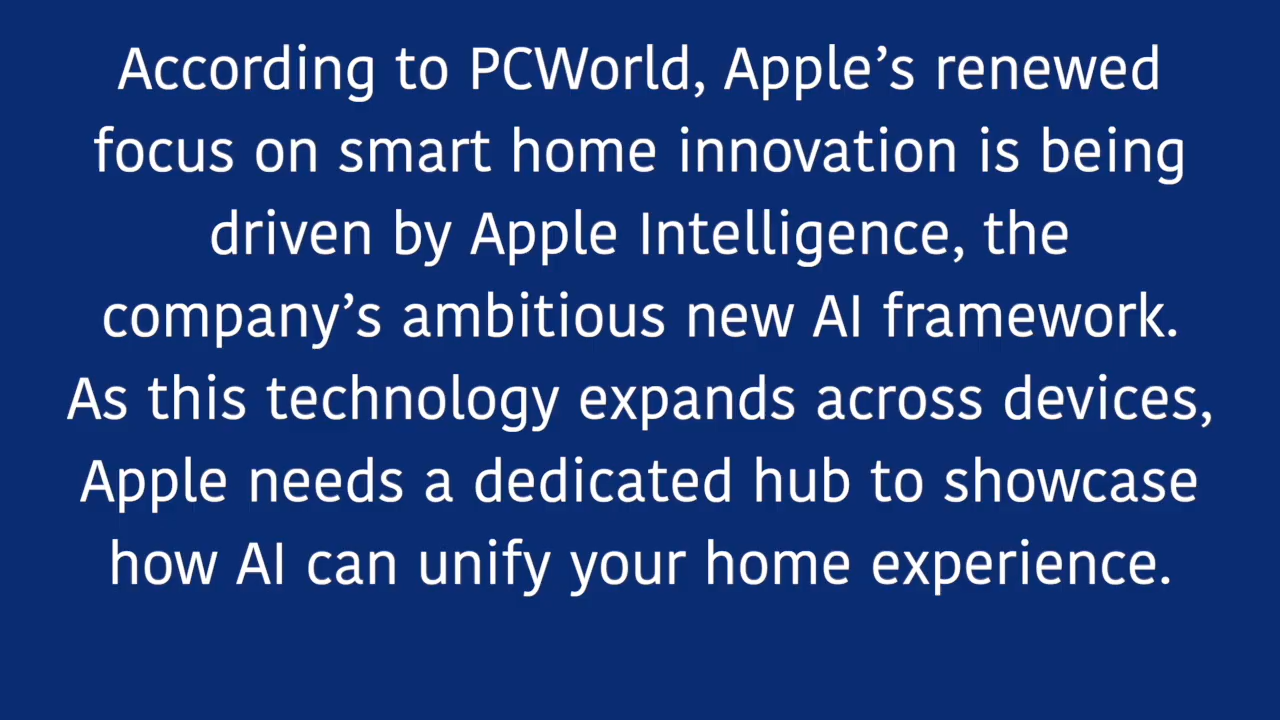 According to PCWorld, Apple’s renewed
focus on smart home innovation is being
driven by Apple Intelligence, the
company’s ambitious new AI framework.
As this technology expands across devices,
Apple needs a dedicated hub to showcase
how AI can unify your home experience.